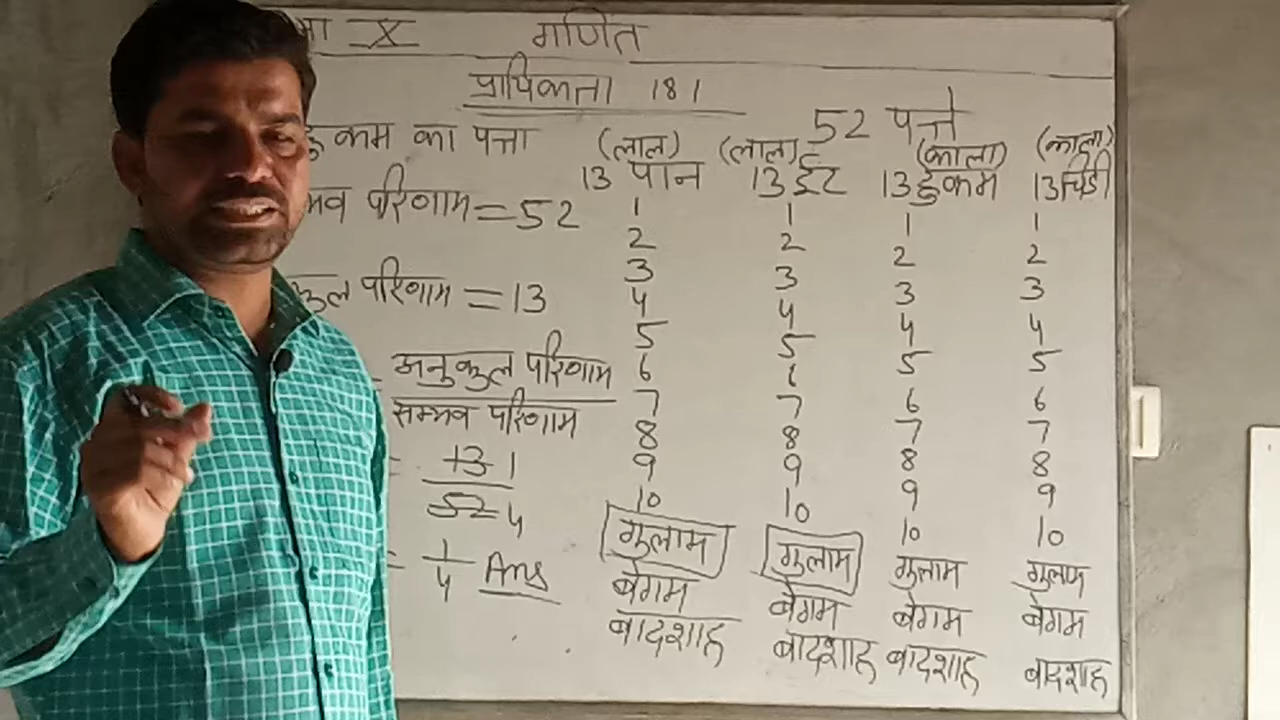 X गणित
प्रायिकता 181
52 पत्ते
हुकम का पत्ता
(लाल) (लाल) (काला) (काला)
13 पान 13 ईट 13 हुकम 13 चिडी
परिणाम = 52
परिणाम = 13
अनुकुल परिणाम
सम्भव परिणाम
= 13 1
52 4
= 1
4 Ans
1 1 1 1
2 2 2 2
3 3 3 3
4 4 4 4
5 5 5 5
6 6 6 6
7 7 7 7
8 8 8 8
9 9 9 9
10 10 10 10
गुलाम गुलाम गुलाम गुलाम
बेगम बेगम बेगम बेगम
बादशाह बादशाह बादशाह बादशाह